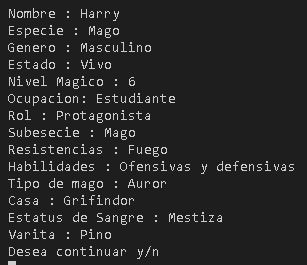 Nombre : Harry
Especie : Mago
Genero : Masculino
Estado : Vivo
Nivel Magico : 6
Ocupacion: Estudiante
Rol : Protagonista
Subesecie : Mago
Resistencias : Fuego
Habilidades : Ofensivas y defensivas
Tipo de mago : Auror
Casa : Grifindor
Estatus de Sangre : Mestiza
Varita : Pino
Desea continuar y/n